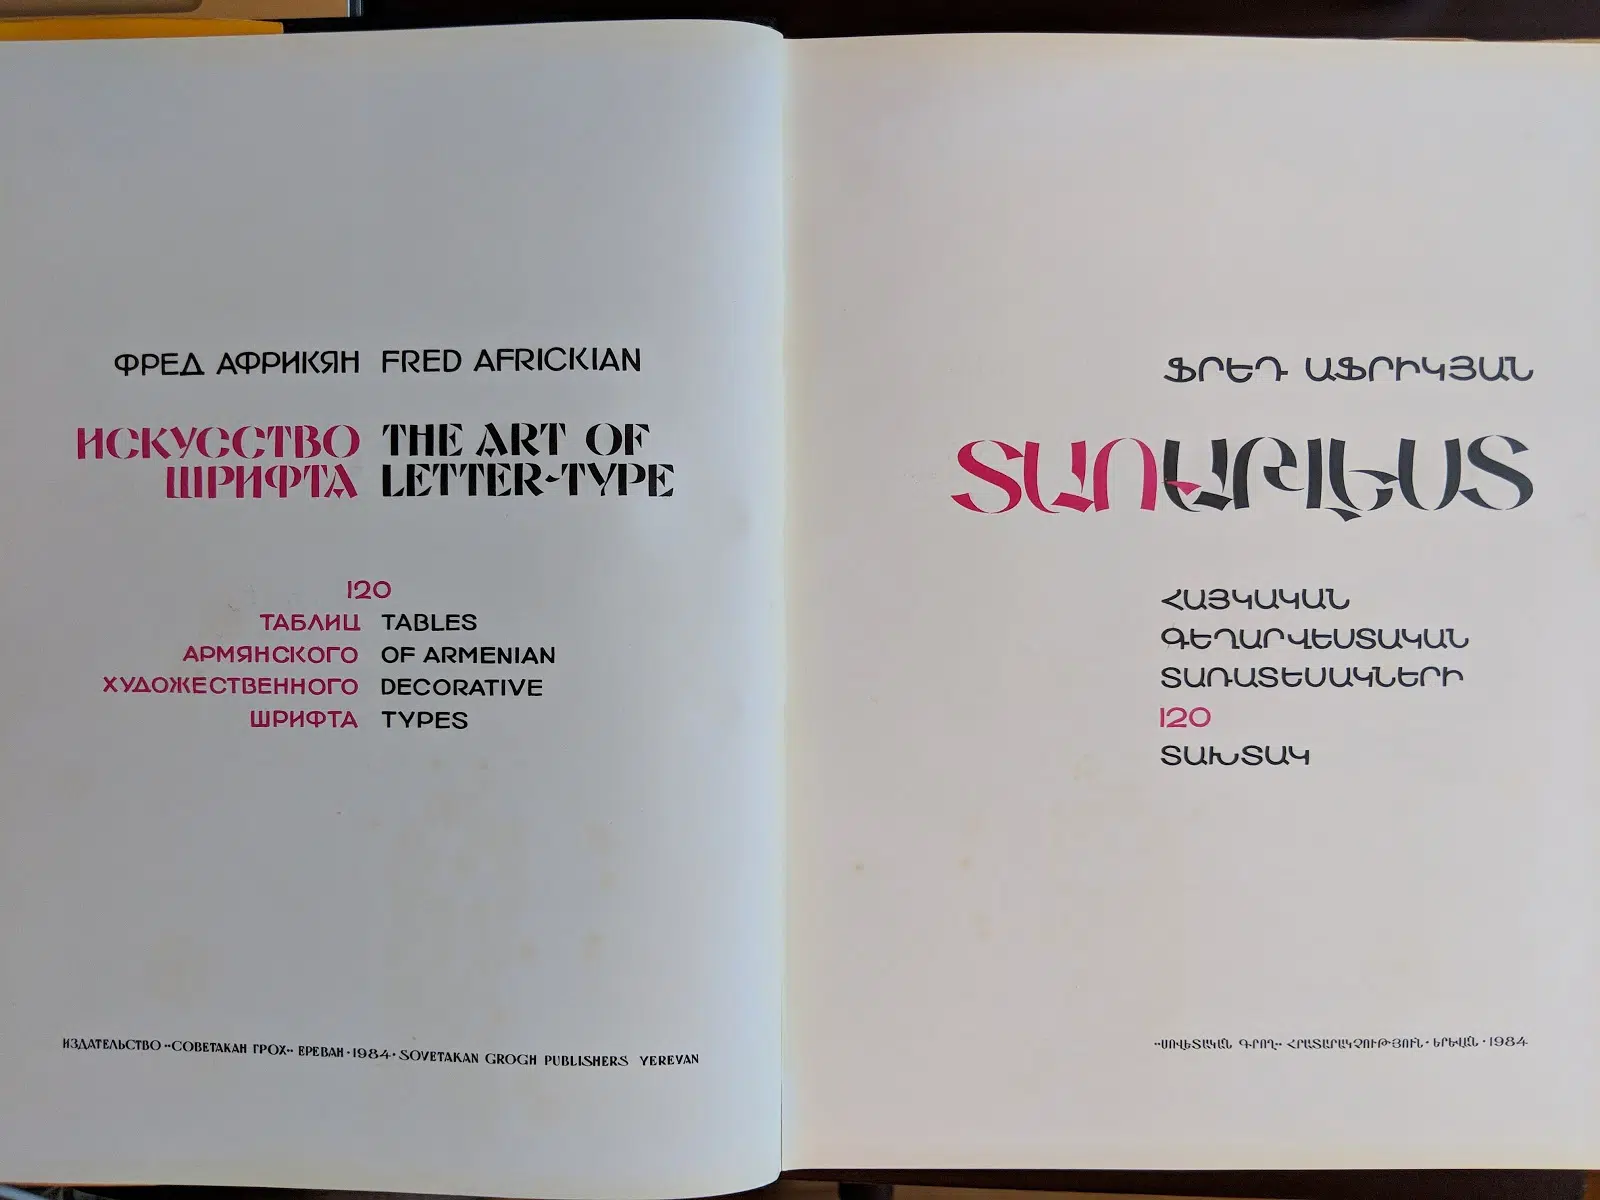 ФРЕД АФРИКЯН FRED AFRICKIAN
ИСКУССТВО THE ART OF
ШРИФТА LETTER-TYPE
120
ТАБЛИЦ TABLES
АРМЯНСКОГО OF ARMENIAN
ХУДОЖЕСТВЕННОГО DECORATIVE
ШРИФТА TYPES
ИЗДАТЕЛЬСТВО "СОВЕТАКАН ГРОХ" ЕРЕВАН · 1984 · SOVETAKAN GROGH PUBLISHERS YEREVAN
ՖՐԵԴ ԱՖՐԻԿՅԱՆ
ՏԱՌԱՐՎԵՍՏ
ՀԱՅԿԱԿԱՆ
ԳԵՂԱՐՎԵՍՏԱԿԱՆ
ՏԱՌԱՏԵՍԱԿՆԵՐԻ
120
ՏԱԽՏԱԿ
"ՍՈՎԵՏԱԿԱՆ ԳՐՈՂ" ՀՐԱՏԱՐԱԿՉՈՒԹՅՈՒՆ · ԵՐԵՎԱՆ · 1984